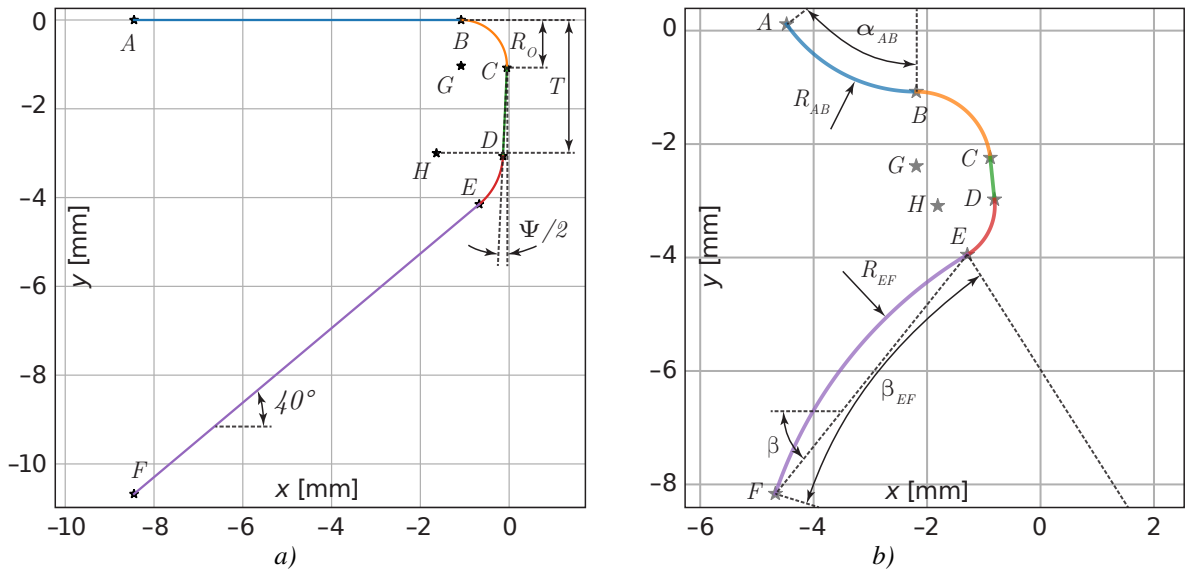 0
−2
−4
−6
−8
−10
−10
−8
−6
−4
−2
0
y [mm]
x [mm]
A
B
C
G
R_O
T
D
H
E
Ψ/2
40°
F
a)
0
−2
−4
−6
−8
−6
−4
−2
0
2
y [mm]
x [mm]
A
α_AB
R_AB
B
C
G
D
H
E
R_EF
β_EF
β
F
b)